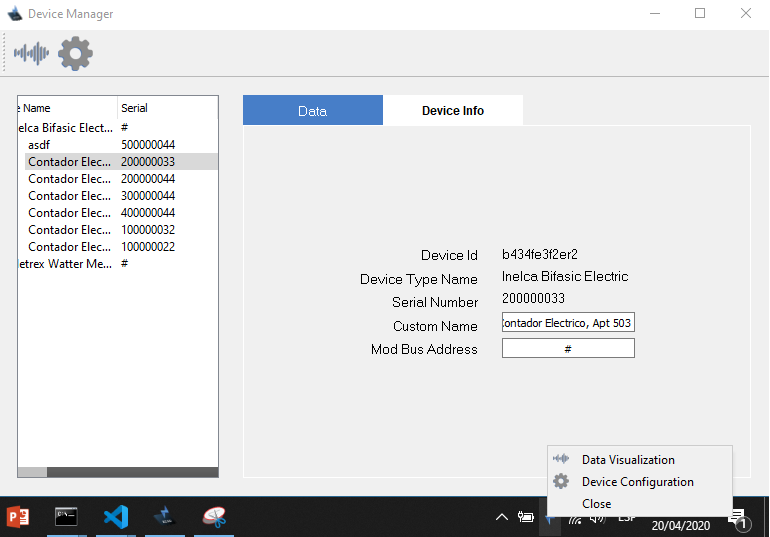 Device Manager
Name Serial
elca Bifasic Elect... #
asdf 500000044
Contador Elec... 200000033
Contador Elec... 200000044
Contador Elec... 300000044
Contador Elec... 400000044
Contador Elec... 100000032
Contador Elec... 100000022
etrex Watter Me... #
Data Device Info
Device Id b434fe3f2er2
Device Type Name Inelca Bifasic Electric
Serial Number 200000033
Custom Name Contador Electrico, Apt 503
Mod Bus Address #
Data Visualization
Device Configuration
Close
ESP
20/04/2020
1